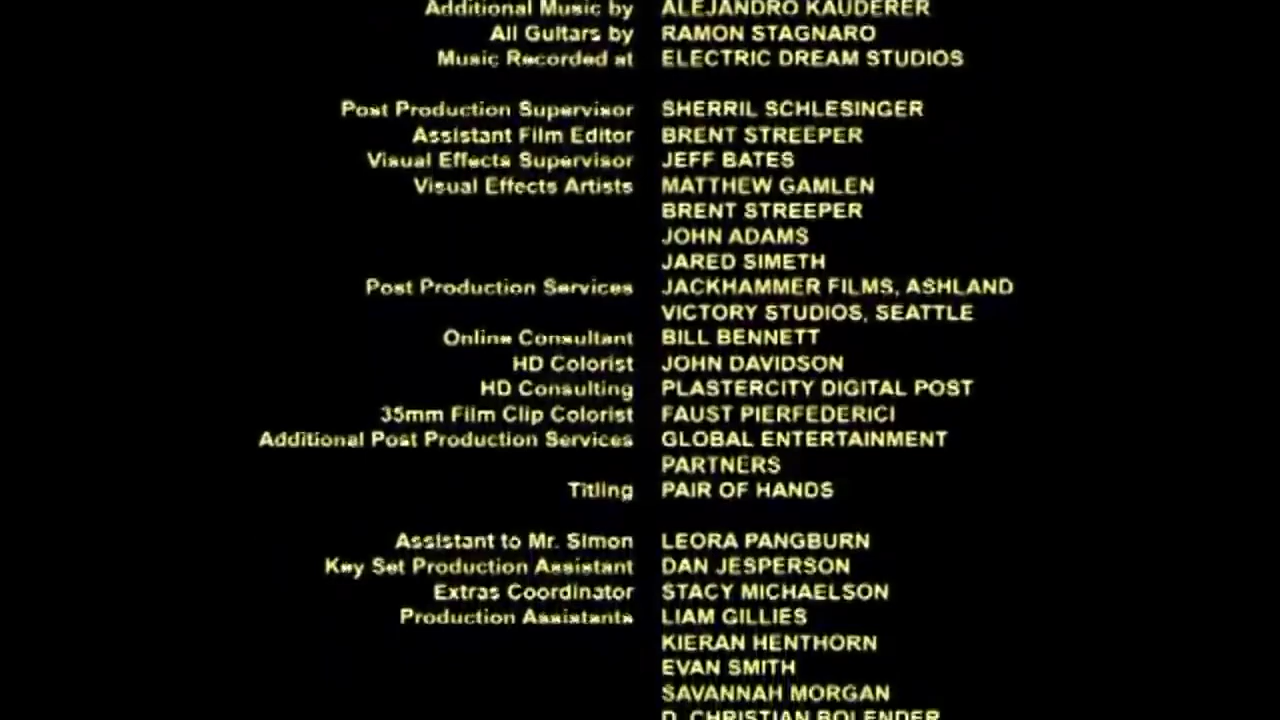 Additional Music by ALEJANDRO KAUDERER
All Guitars by RAMON STAGNARO
Music Recorded at ELECTRIC DREAM STUDIOS
Post Production Supervisor SHERRIL SCHLESINGER
Assistant Film Editor BRENT STREEPER
Visual Effects Supervisor JEFF BATES
Visual Effects Artists MATTHEW GAMLEN
BRENT STREEPER
JOHN ADAMS
JARED SIMETH
Post Production Services JACKHAMMER FILMS, ASHLAND
VICTORY STUDIOS, SEATTLE
Online Consultant BILL BENNETT
HD Colorist JOHN DAVIDSON
HD Consulting PLASTERCITY DIGITAL POST
35mm Film Clip Colorist FAUST PIERFEDERICI
Additional Post Production Services GLOBAL ENTERTAINMENT
PARTNERS
Titling PAIR OF HANDS
Assistant to Mr. Simon LEORA PANGBURN
Key Set Production Assistant DAN JESPERSON
Extras Coordinator STACY MICHAELSON
Production Assistants LIAM GILLIES
KIERAN HENTHORN
EVAN SMITH
SAVANNAH MORGAN
D. CHRISTIAN BOLENDER